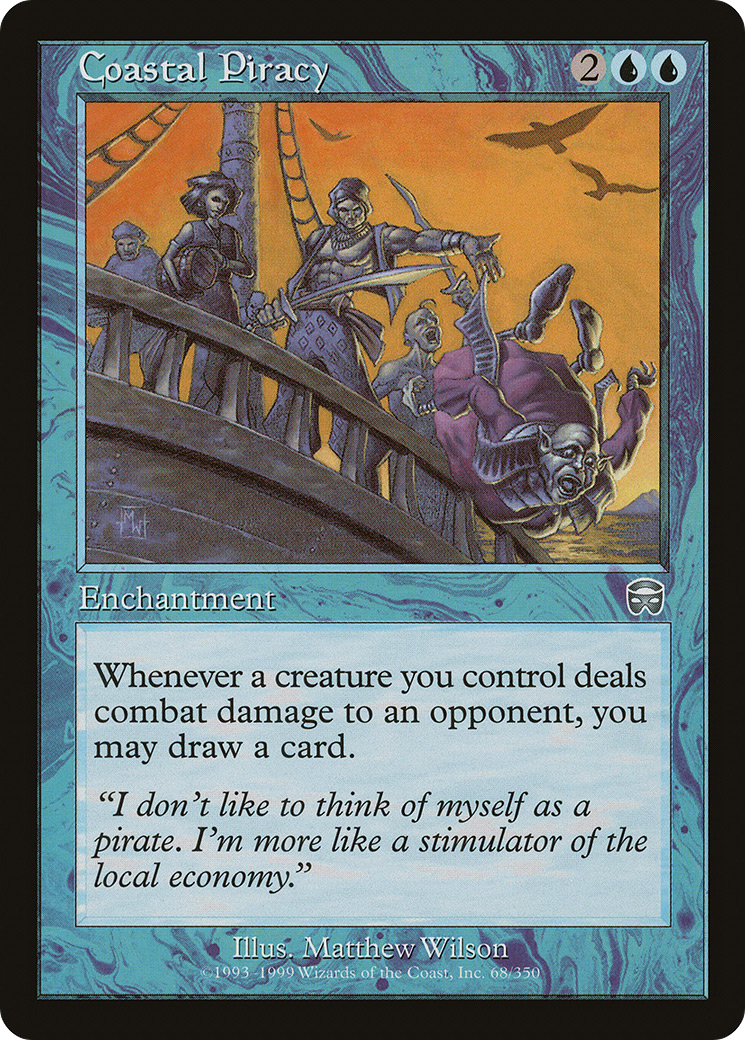 Coastal Piracy 2
MW
Enchantment
Whenever a creature you control deals
combat damage to an opponent, you
may draw a card.
“I don’t like to think of myself as a
pirate. I’m more like a stimulator of the
local economy.”
Illus. Matthew Wilson
©1993–1999 Wizards of the Coast, Inc. 68/350